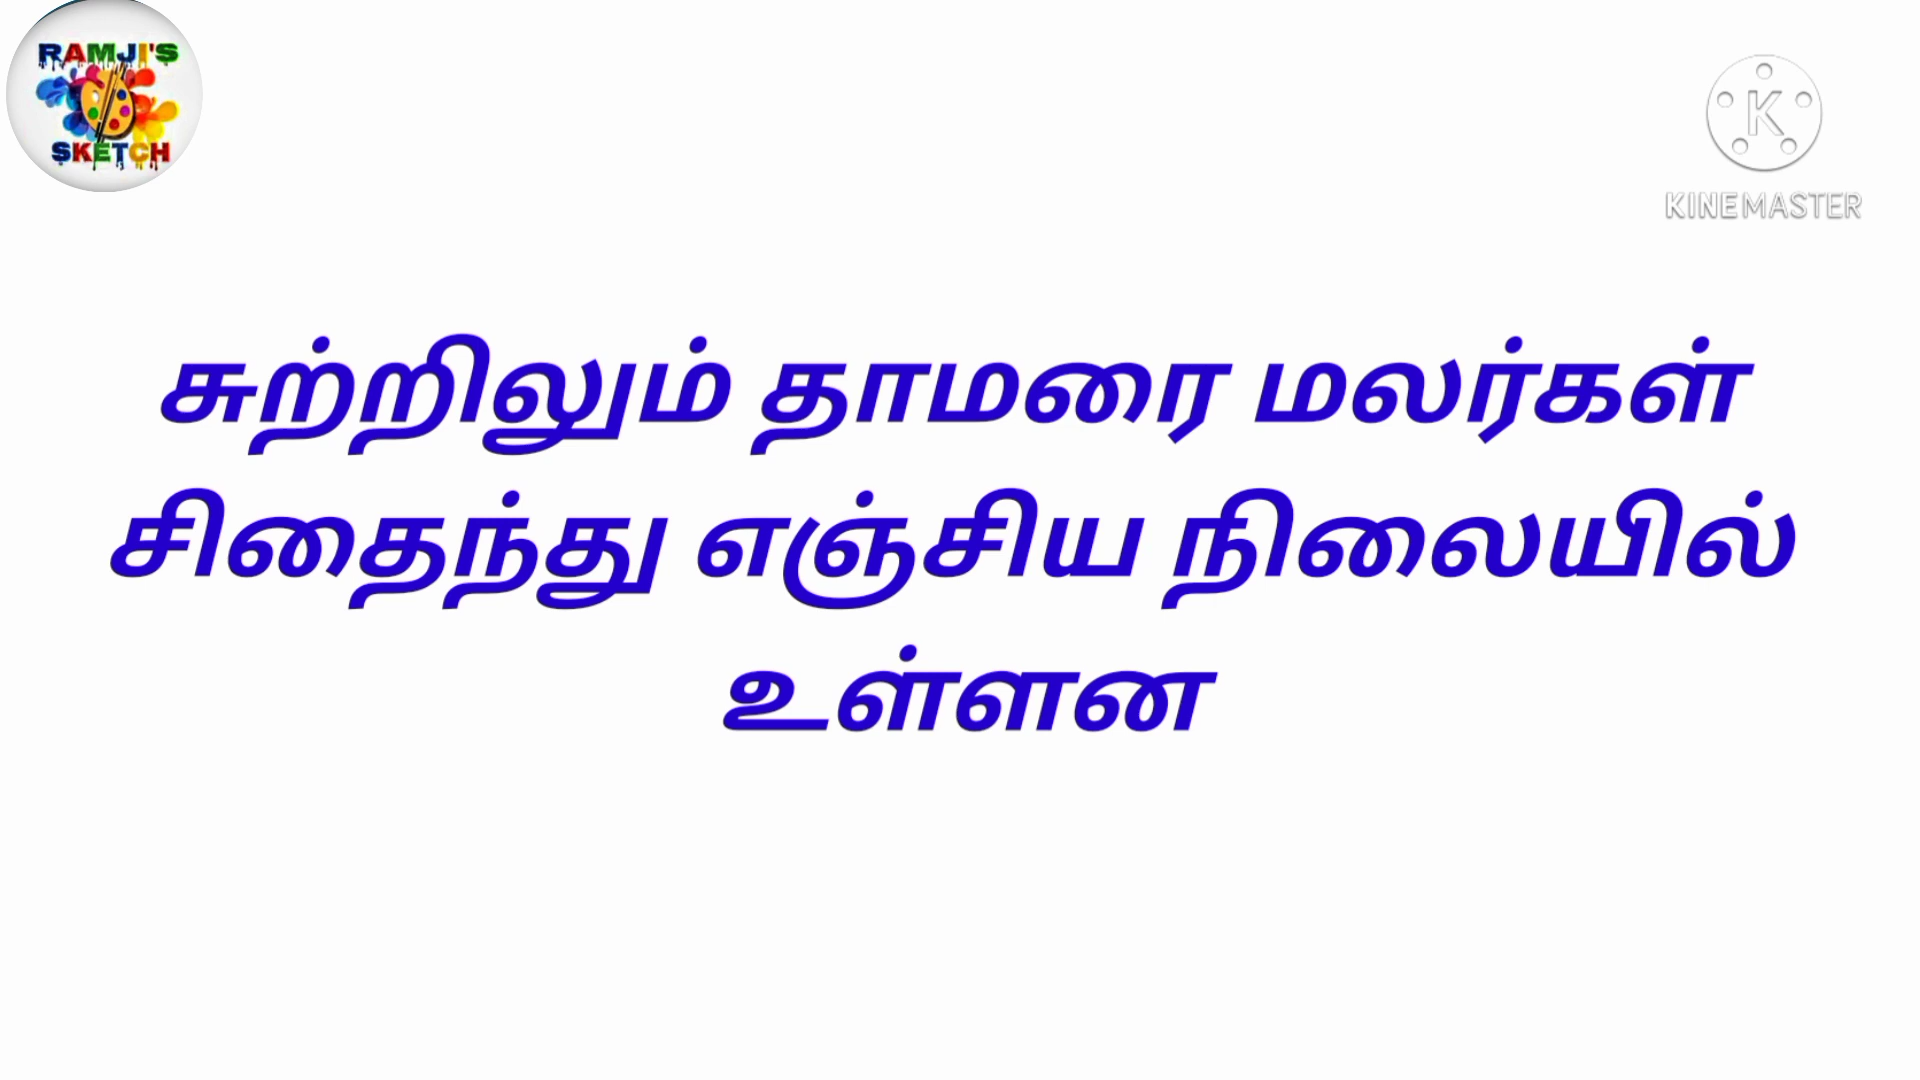 RAMJI'S
SKETCH
KINEMASTER
சுற்றிலும் தாமரை மலர்கள்
சிதைந்து எஞ்சிய நிலையில்
உள்ளன